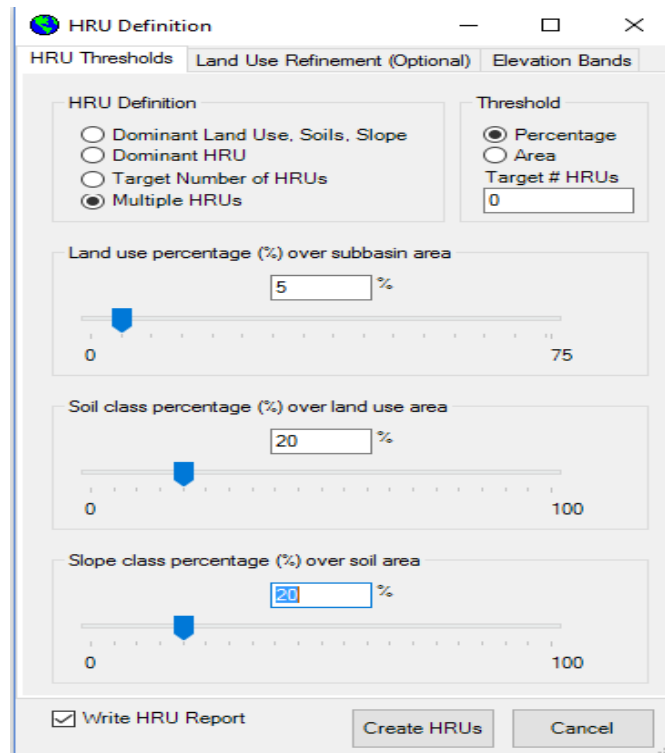 HRU Definition
HRU Thresholds Land Use Refinement (Optional) Elevation Bands
HRU Definition
Dominant Land Use, Soils, Slope
Dominant HRU
Target Number of HRUs
Multiple HRUs
Threshold
Percentage
Area
Target # HRUs
0
Land use percentage (%) over subbasin area
5 %
0 75
Soil class percentage (%) over land use area
20 %
0 100
Slope class percentage (%) over soil area
20 %
0 100
Write HRU Report Create HRUs Cancel